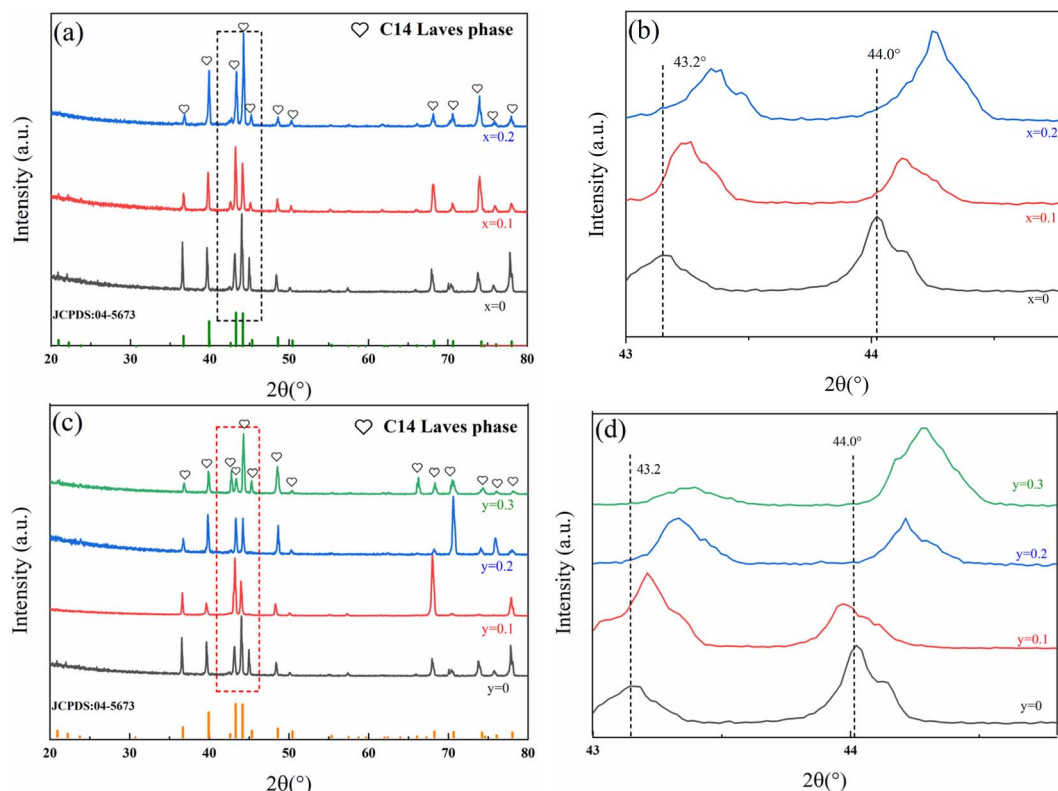 (a)
C14 Laves phase
x=0.2
x=0.1
x=0
JCPDS:04-5673
20 30 40 50 60 70 80
2θ(°)
Intensity (a.u.)
(b)
43.2°
44.0°
x=0.2
x=0.1
x=0
43 44
2θ(°)
Intensity (a.u.)
(c)
C14 Laves phase
y=0.3
y=0.2
y=0.1
y=0
JCPDS:04-5673
20 30 40 50 60 70 80
2θ(°)
Intensity (a.u.)
(d)
43.2
44.0°
y=0.3
y=0.2
y=0.1
y=0
43 44
2θ(°)
Intensity (a.u.)